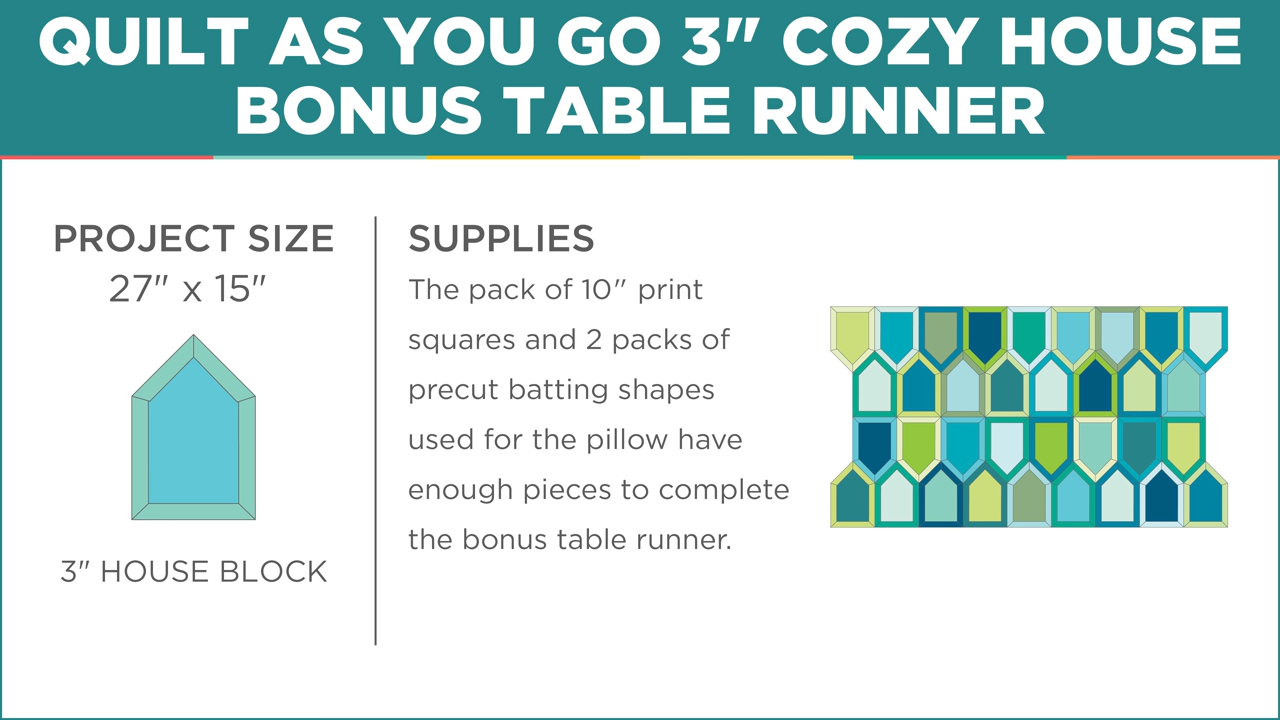 QUILT AS YOU GO 3" COZY HOUSE
BONUS TABLE RUNNER
PROJECT SIZE
27" x 15"
3" HOUSE BLOCK
SUPPLIES
The pack of 10" print
squares and 2 packs of
precut batting shapes
used for the pillow have
enough pieces to complete
the bonus table runner.